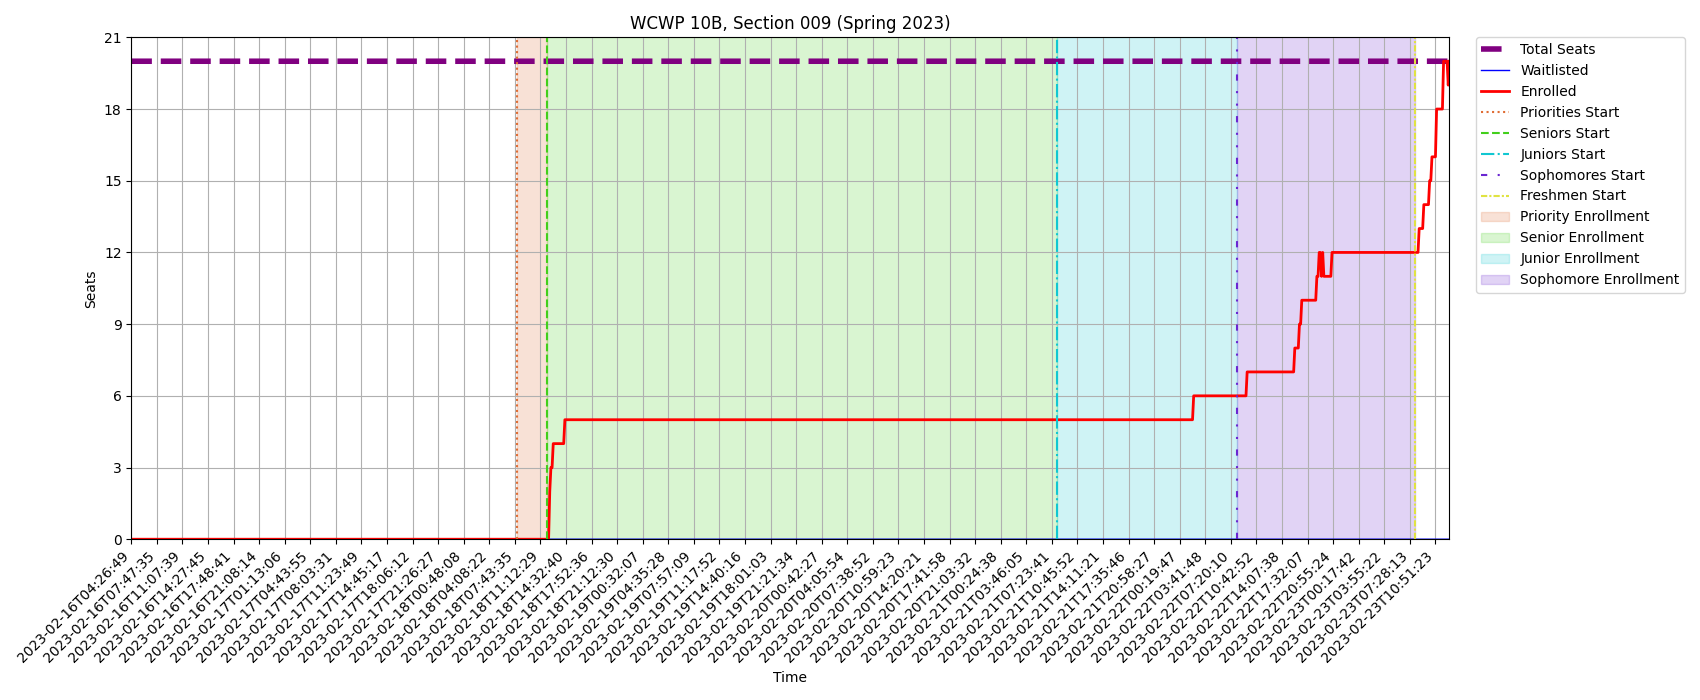 WCWP 10B, Section 009 (Spring 2023)
21
18
15
12
9
6
3
0
Seats
2023-02-16T04:26:49
2023-02-16T07:47:35
2023-02-16T11:07:39
2023-02-16T14:27:45
2023-02-16T17:48:41
2023-02-16T21:08:14
2023-02-17T01:13:06
2023-02-17T04:43:55
2023-02-17T08:03:31
2023-02-17T11:23:49
2023-02-17T14:45:17
2023-02-17T18:06:12
2023-02-17T21:26:27
2023-02-18T00:48:08
2023-02-18T04:08:22
2023-02-18T07:43:35
2023-02-18T11:12:29
2023-02-18T14:32:40
2023-02-18T17:52:36
2023-02-18T21:12:30
2023-02-19T00:32:07
2023-02-19T04:35:28
2023-02-19T07:57:09
2023-02-19T11:17:52
2023-02-19T14:40:16
2023-02-19T18:01:03
2023-02-19T21:21:34
2023-02-20T00:42:27
2023-02-20T04:05:54
2023-02-20T07:38:52
2023-02-20T10:59:23
2023-02-20T14:20:21
2023-02-20T17:41:58
2023-02-20T21:03:32
2023-02-21T00:24:38
2023-02-21T03:46:05
2023-02-21T07:23:41
2023-02-21T10:45:52
2023-02-21T14:11:21
2023-02-21T17:35:46
2023-02-21T20:58:27
2023-02-22T00:19:47
2023-02-22T03:41:48
2023-02-22T07:20:10
2023-02-22T10:42:52
2023-02-22T14:07:38
2023-02-22T17:32:07
2023-02-22T20:55:24
2023-02-23T00:17:42
2023-02-23T03:55:22
2023-02-23T07:28:13
2023-02-23T10:51:23
Time
Total Seats
Waitlisted
Enrolled
Priorities Start
Seniors Start
Juniors Start
Sophomores Start
Freshmen Start
Priority Enrollment
Senior Enrollment
Junior Enrollment
Sophomore Enrollment